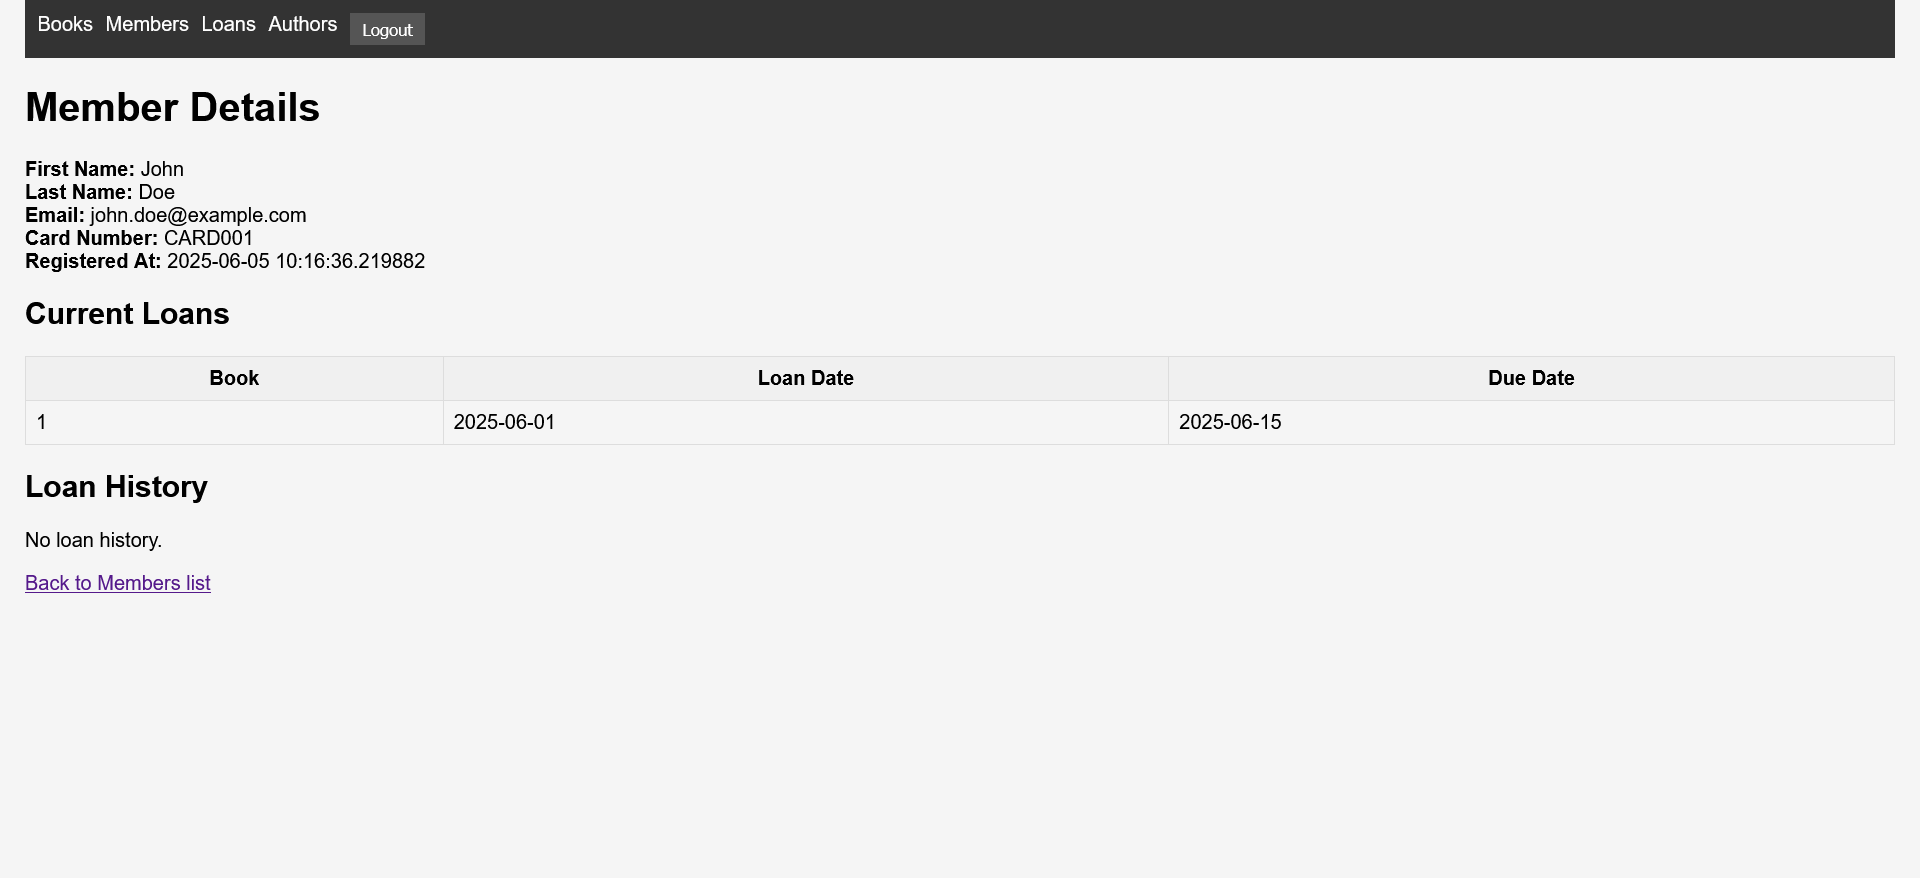 Books Members Loans Authors Logout
Member Details
First Name: John
Last Name: Doe
Email: john.doe@example.com
Card Number: CARD001
Registered At: 2025-06-05 10:16:36.219882
Current Loans
Book Loan Date Due Date
1 2025-06-01 2025-06-15
Loan History
No loan history.
Back to Members list